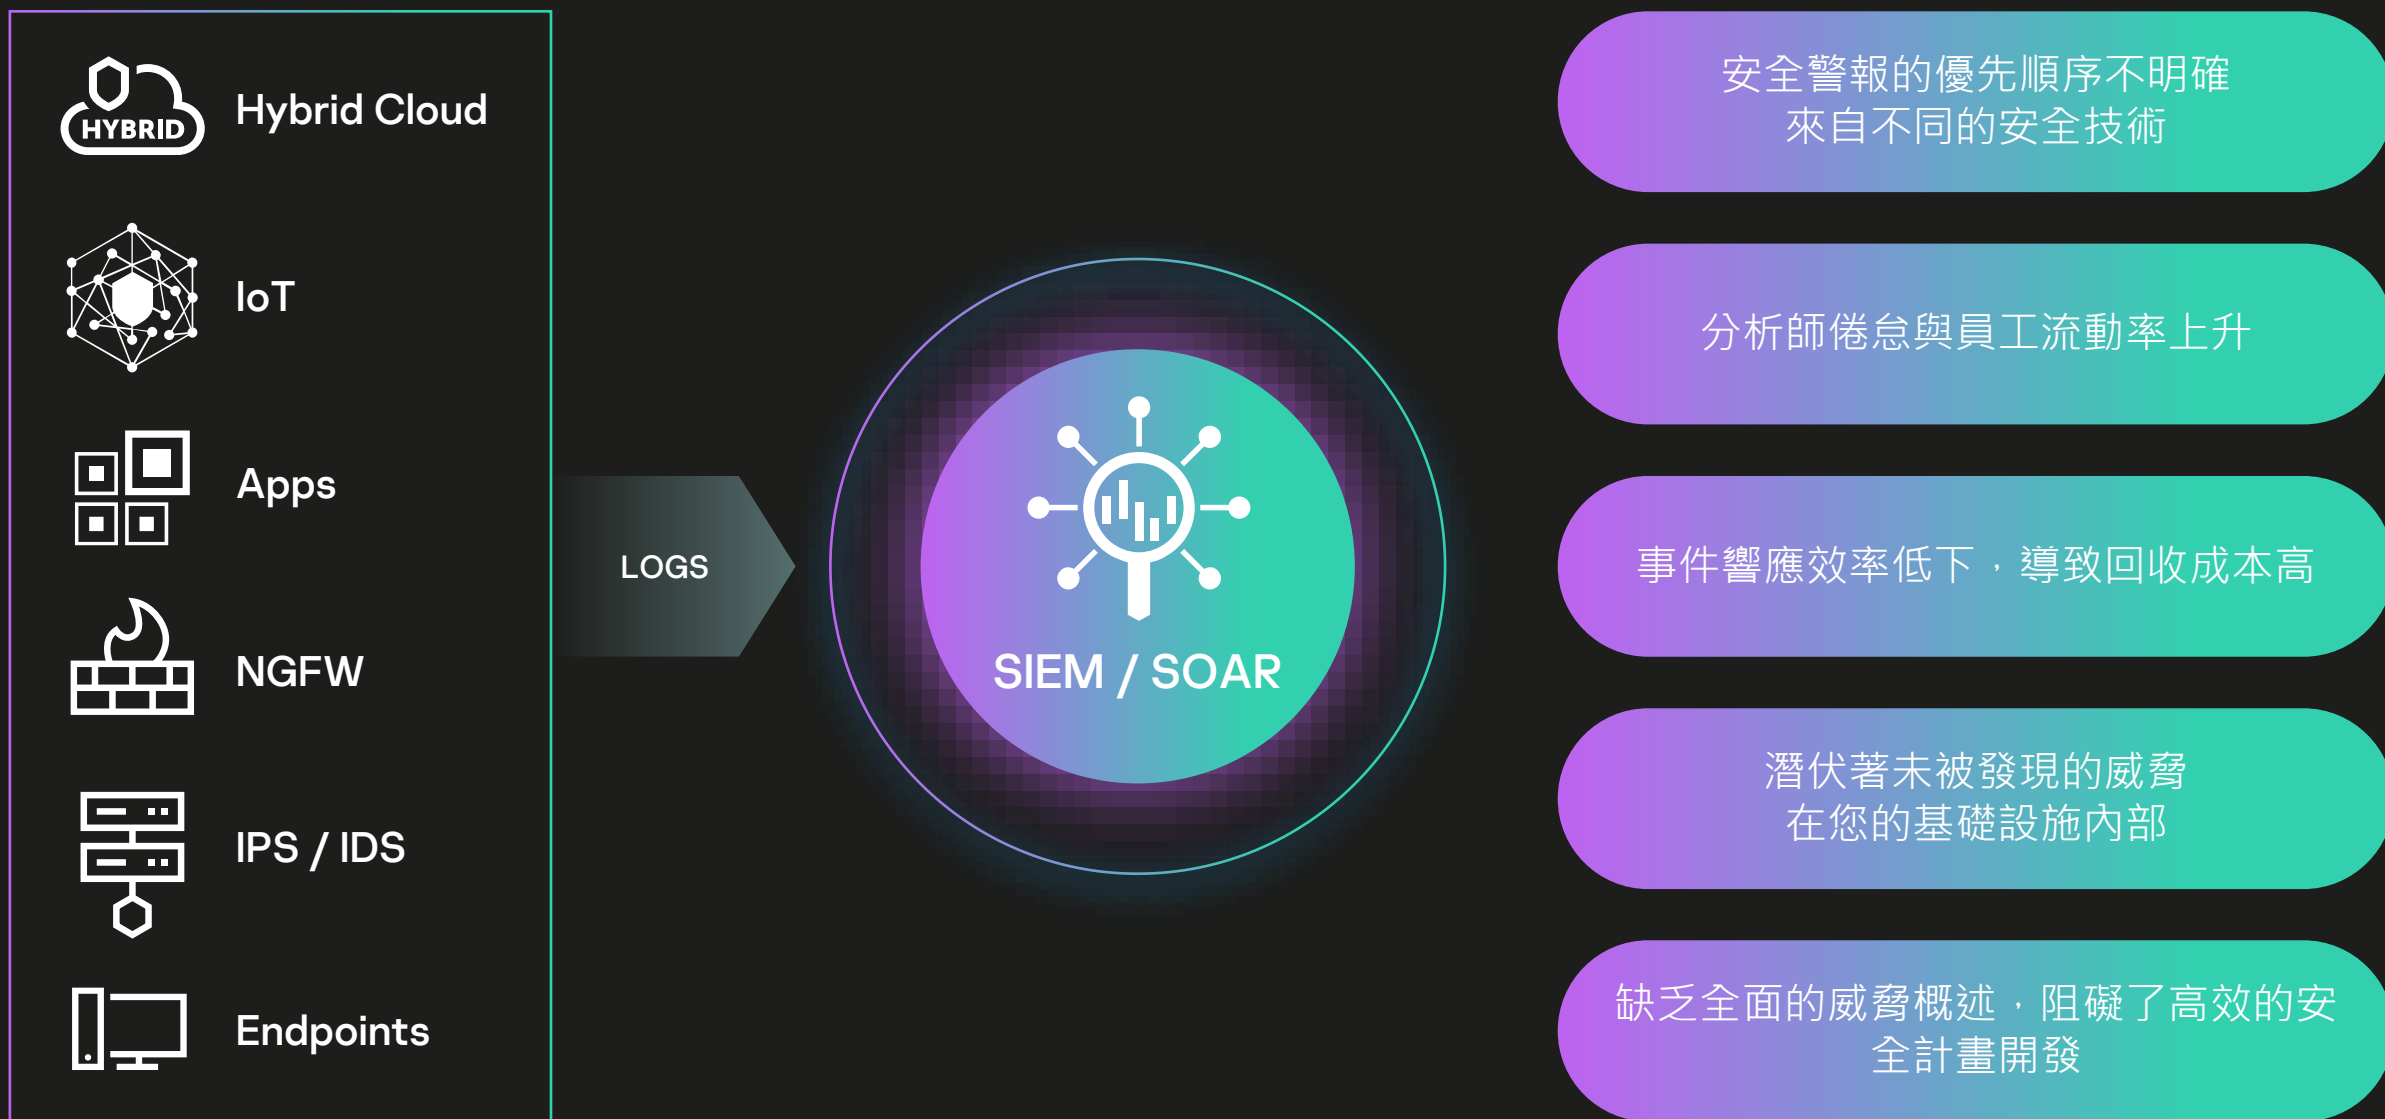 HYBRID
Hybrid Cloud
IoT
Apps
NGFW
IPS / IDS
Endpoints
LOGS
SIEM / SOAR
安全警報的優先順序不明確
來自不同的安全技術
分析師倦怠與員工流動率上升
事件響應效率低下，導致回收成本高
潛伏著未被發現的威脅
在您的基礎設施內部
缺乏全面的威脅概述，阻礙了高效的安
全計畫開發